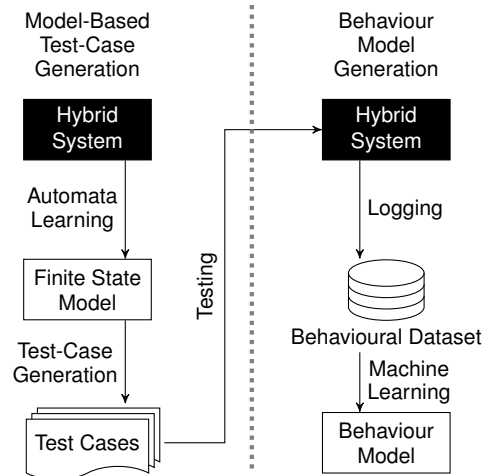 Model-Based
Test-Case
Generation
Hybrid
System
Automata
Learning
Finite State
Model
Test-Case
Generation
Test Cases
Testing
Behaviour
Model
Generation
Hybrid
System
Logging
Behavioural Dataset
Machine
Learning
Behaviour
Model